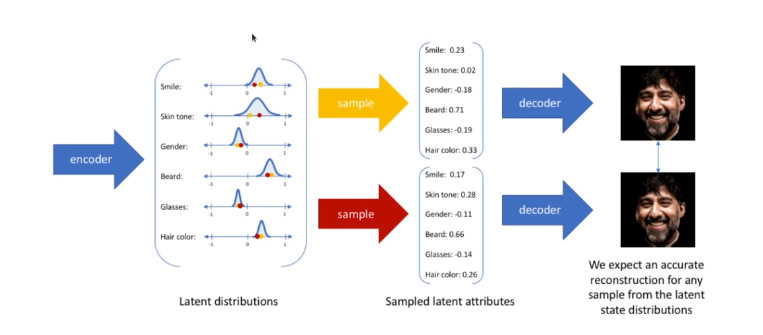 encoder
Smile:
-1 0 1
Skin tone:
-1 0 1
Gender:
-1 0 1
Beard:
-1 0 1
Glasses:
-1 0 1
Hair color:
-1 0 1
Latent distributions
sample
sample
Smile: 0.23
Skin tone: 0.02
Gender: -0.18
Beard: 0.71
Glasses: -0.19
Hair color: 0.33
Smile: 0.17
Skin tone: 0.28
Gender: -0.11
Beard: 0.66
Glasses: -0.14
Hair color: 0.26
Sampled latent attributes
decoder
decoder
We expect an accurate
reconstruction for any
sample from the latent
state distributions